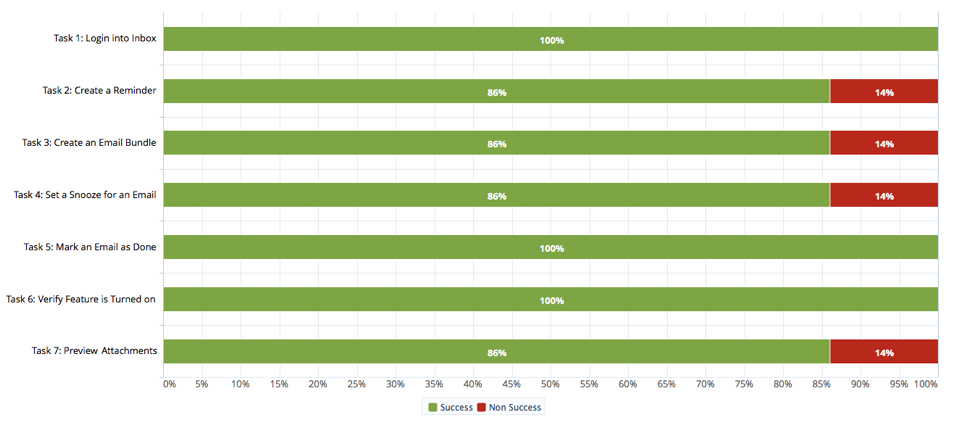 Task 1: Login into Inbox
100%
Task 2: Create a Reminder
86% 14%
Task 3: Create an Email Bundle
86% 14%
Task 4: Set a Snooze for an Email
86% 14%
Task 5: Mark an Email as Done
100%
Task 6: Verify Feature is Turned on
100%
Task 7: Preview Attachments
86% 14%
0% 5% 10% 15% 20% 25% 30% 35% 40% 45% 50% 55% 60% 65% 70% 75% 80% 85% 90% 95% 100%
Success Non Success